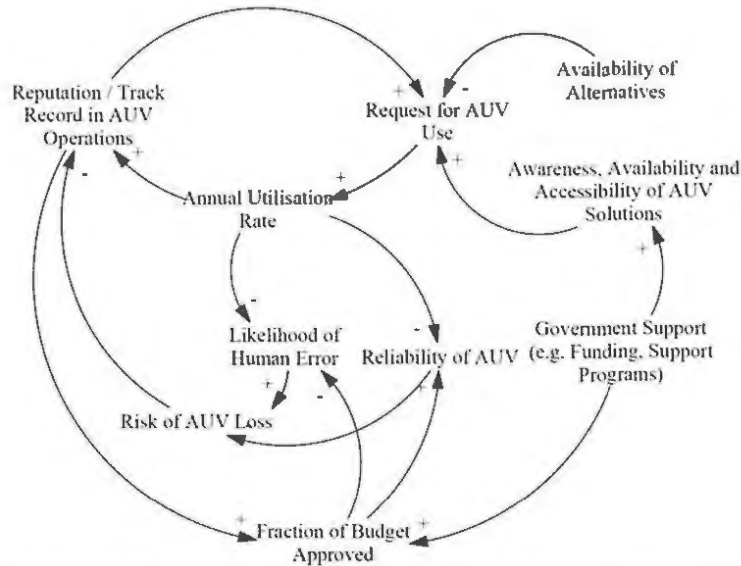 Reputation / Track
Record in AUV
Operations
+
-
Request for AUV
Use
Availability of
Alternatives
+
-
+
+
Annual Utilisation
Rate
Awareness, Availability and
Accessibility of AUV
Solutions
+
-
-
Likelihood of
Human Error
Reliability of AUV
Government Support
(e.g. Funding, Support
Programs)
+
-
+
Risk of AUV Loss
+
+
Fraction of Budget
Approved